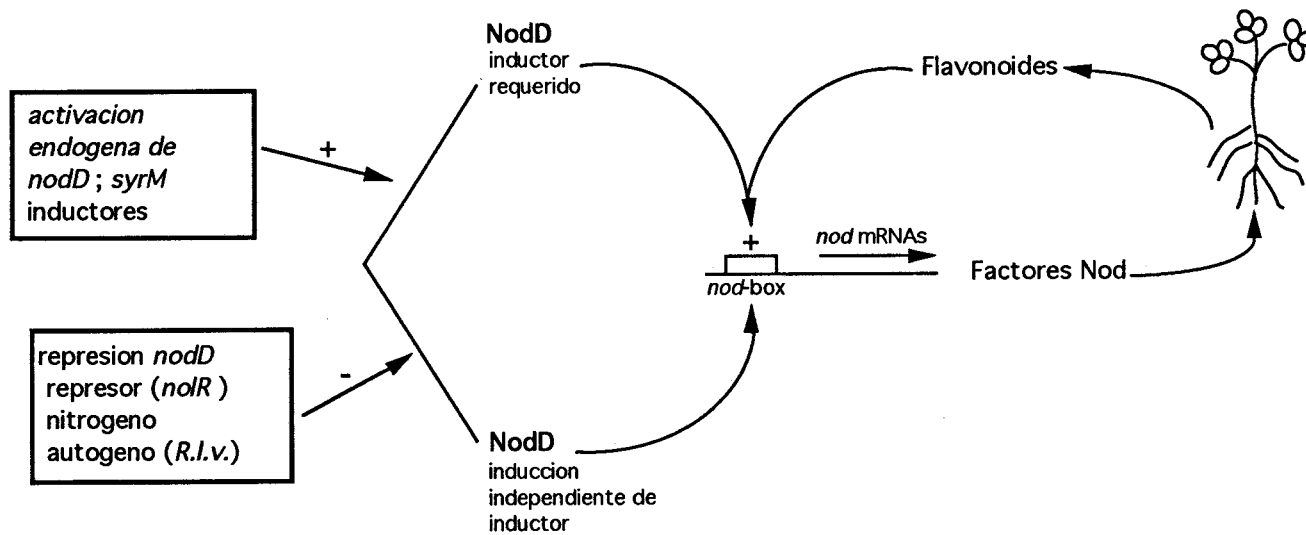 activacion
endogena de
nodD ; syrM
inductores
represion nodD
represor (nolR )
nitrogeno
autogeno (R.l.v.)
+
-
NodD
inductor
requerido
NodD
induccion
independiente de
inductor
+
nod-box
nod mRNAs
Flavonoides
Factores Nod